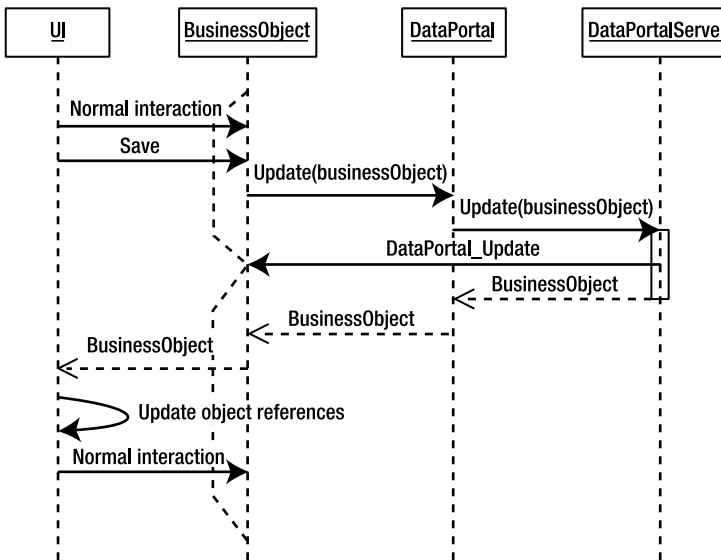 UI
BusinessObject
DataPortal
DataPortalServe
Normal interaction
Save
Update(businessObject)
Update(businessObject)
DataPortal_Update
BusinessObject
BusinessObject
BusinessObject
Update object references
Normal interaction